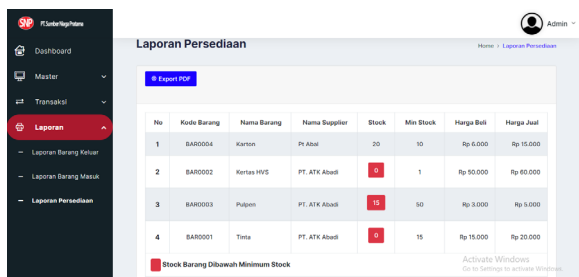 SNP PT. Sumber Niaga Pratama
Admin
Dashboard
Master
Transaksi
Laporan
Laporan Barang Keluar
Laporan Barang Masuk
Laporan Persediaan
Laporan Persediaan
Home > Laporan Persediaan
Export PDF
No Kode Barang Nama Barang Nama Supplier Stock Min Stock Harga Beli Harga Jual
1 BAR0004 Karton Pt Abal 20 10 Rp 6.000 Rp 15.000
2 BAR0002 Kertas HVS PT. ATK Abadi 0 1 Rp 50.000 Rp 60.000
3 BAR0003 Pulpen PT. ATK Abadi 15 50 Rp 3.000 Rp 5.000
4 BAR0001 Tinta PT. ATK Abadi 0 15 Rp 15.000 Rp 20.000
Stock Barang Dibawah Minimum Stock
Activate Windows
Go to Settings to activate Windows.